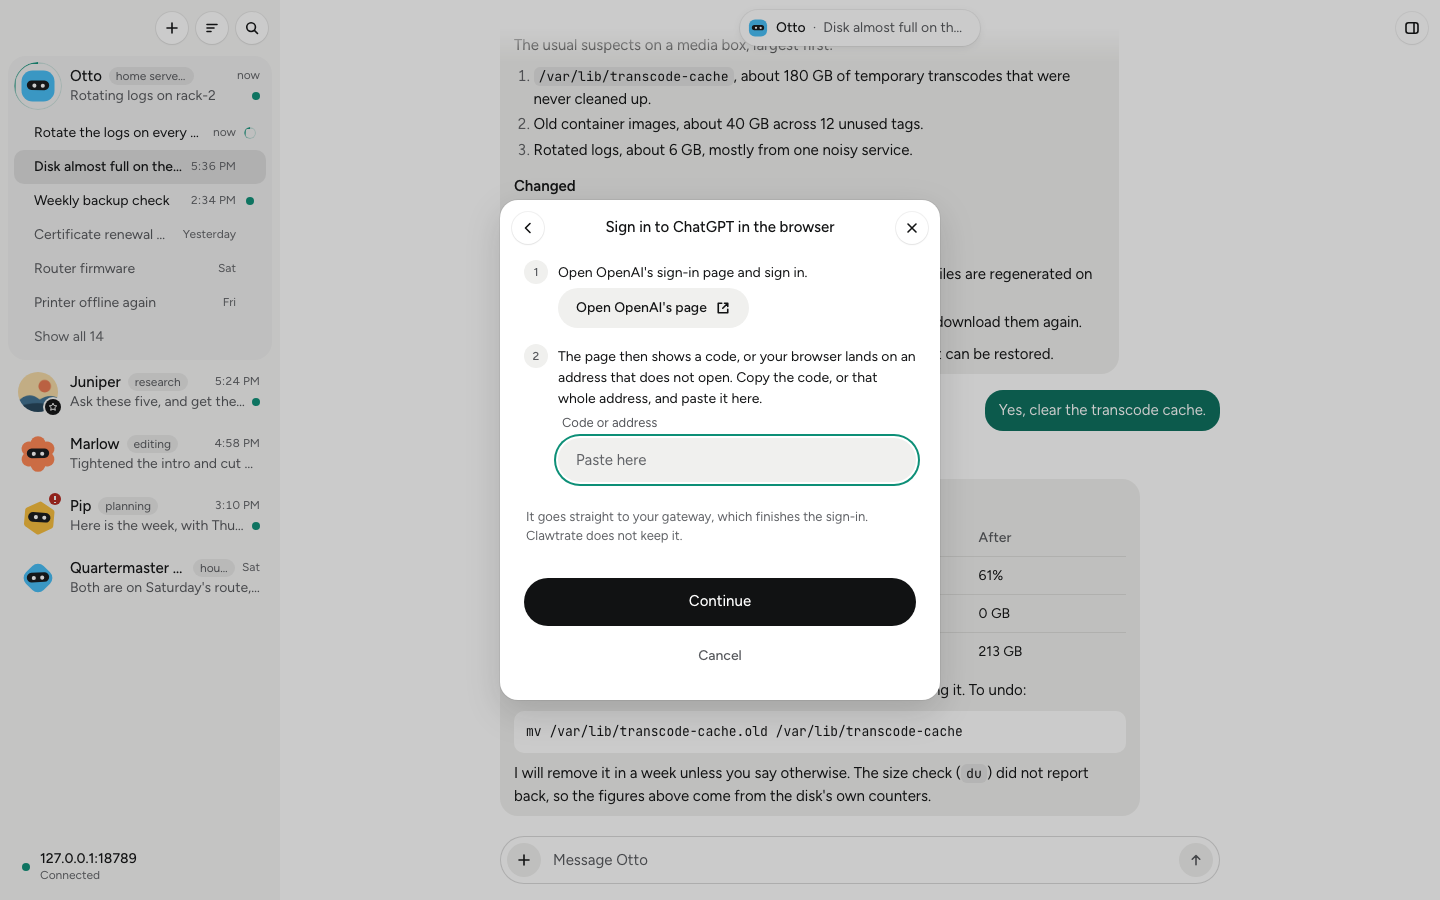 Otto home serve... now
Rotating logs on rack-2
Rotate the logs on every ... now
Disk almost full on the... 5:36 PM
Weekly backup check 2:34 PM
Certificate renewal ... Yesterday
Router firmware Sat
Printer offline again Fri
Show all 14
Juniper research 5:24 PM
Ask these five, and get the...
Marlow editing 4:58 PM
Tightened the intro and cut ...
Pip planning 3:10 PM
Here is the week, with Thu...
Quartermaster ... hou... Sat
Both are on Saturday's route,...
127.0.0.1:18789
Connected
Otto · Disk almost full on th...
The usual suspects on a media box, largest first:
1. /var/lib/transcode-cache, about 180 GB of temporary transcodes that were
never cleaned up.
2. Old container images, about 40 GB across 12 unused tags.
3. Rotated logs, about 6 GB, mostly from one noisy service.
Changed
iles are regenerated on
download them again.
can be restored.
Yes, clear the transcode cache.
Sign in to ChatGPT in the browser
1 Open OpenAI's sign-in page and sign in.
Open OpenAI's page
2 The page then shows a code, or your browser lands on an
address that does not open. Copy the code, or that
whole address, and paste it here.
Code or address
Paste here
It goes straight to your gateway, which finishes the sign-in.
Clawtrate does not keep it.
Continue
Cancel
After
61%
0 GB
213 GB
g it. To undo:
mv /var/lib/transcode-cache.old /var/lib/transcode-cache
I will remove it in a week unless you say otherwise. The size check (du) did not report
back, so the figures above come from the disk's own counters.
Message Otto